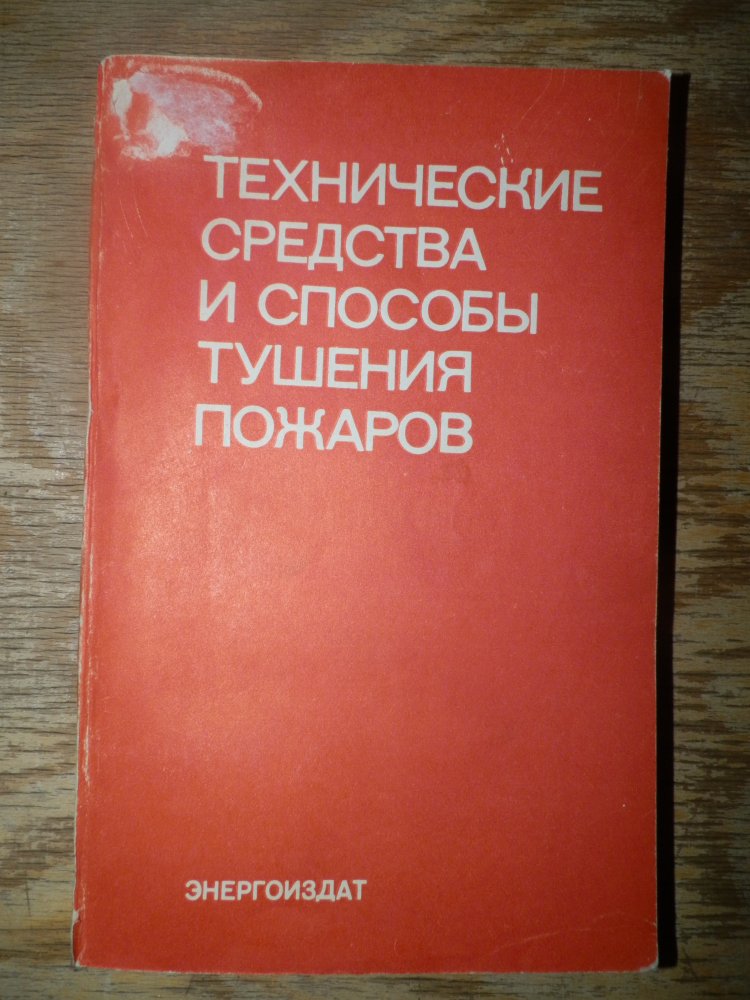 ТЕХНИЧЕСКИЕ
СРЕДСТВА
И СПОСОБЫ
ТУШЕНИЯ
ПОЖАРОВ
ЭНЕРГОИЗДАТ